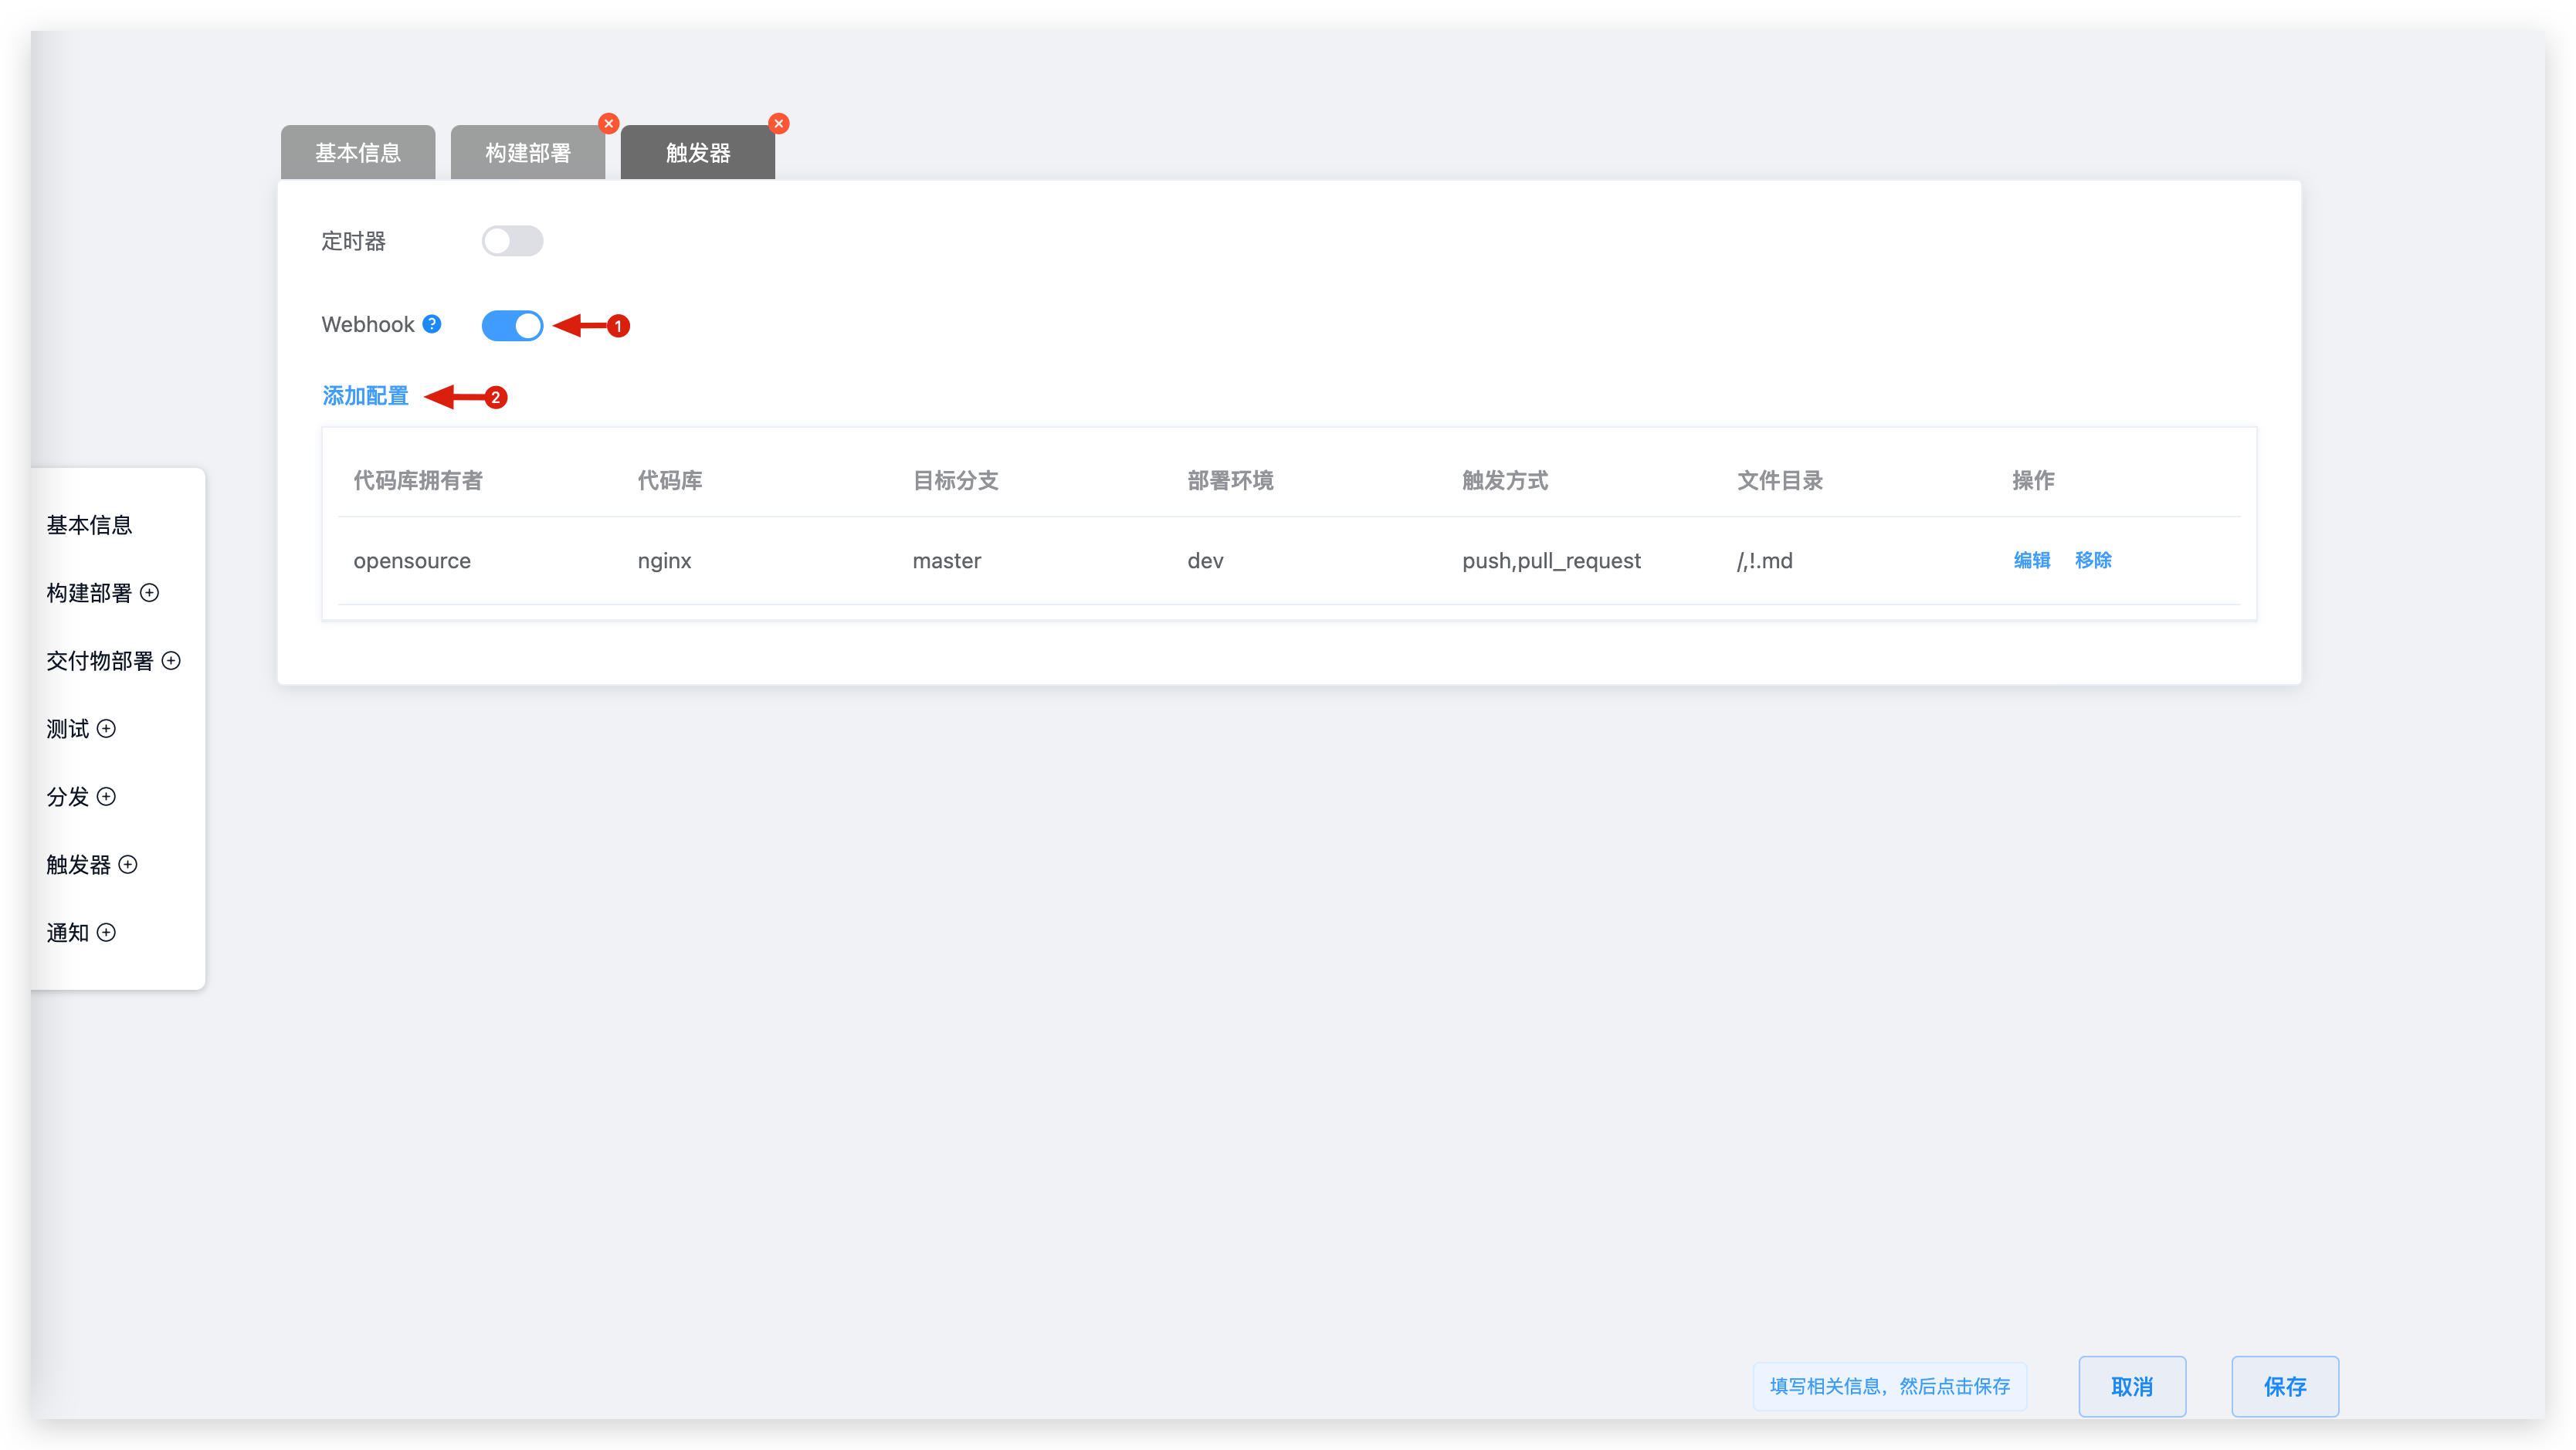 基本信息 构建部署 触发器
定时器
Webhook ? 1
添加配置 2
代码库拥有者 代码库 目标分支 部署环境 触发方式 文件目录 操作
opensource nginx master dev push,pull_request /,!.md 编辑 移除
基本信息
构建部署
交付物部署
测试
分发
触发器
通知
填写相关信息，然后点击保存 取消 保存